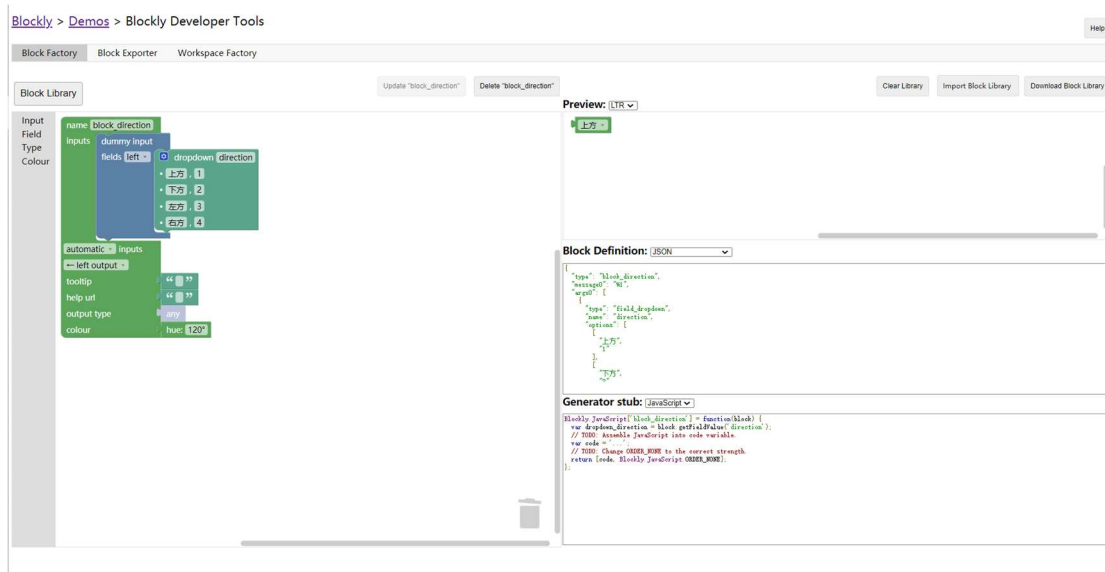 Blockly > Demos > Blockly Developer Tools
Help
Block Factory Block Exporter Workspace Factory
Block Library
Update "block_direction" Delete "block_direction"
Clear Library Import Block Library Download Block Library
Preview: LTR
上方
Input
Field
Type
Colour
name block_direction
inputs dummy input
fields left dropdown direction
上方 , 1
下方 , 2
左方 , 3
右方 , 4
automatic inputs
← left output
tooltip “ ”
help url “ ”
output type any
colour hue: 120°
Block Definition: JSON
{
"type": "block_direction",
"message0": "%1",
"args0": [
{
"type": "field_dropdown",
"name": "direction",
"options": [
[
"上方",
"1"
],
[
"下方",
Generator stub: JavaScript
Blockly.JavaScript['block_direction'] = function(block) {
var dropdown_direction = block.getFieldValue('direction');
// TODO: Assemble JavaScript into code variable.
var code = '...';
// TODO: Change ORDER_NONE to the correct strength.
return [code, Blockly.JavaScript.ORDER_NONE];
};